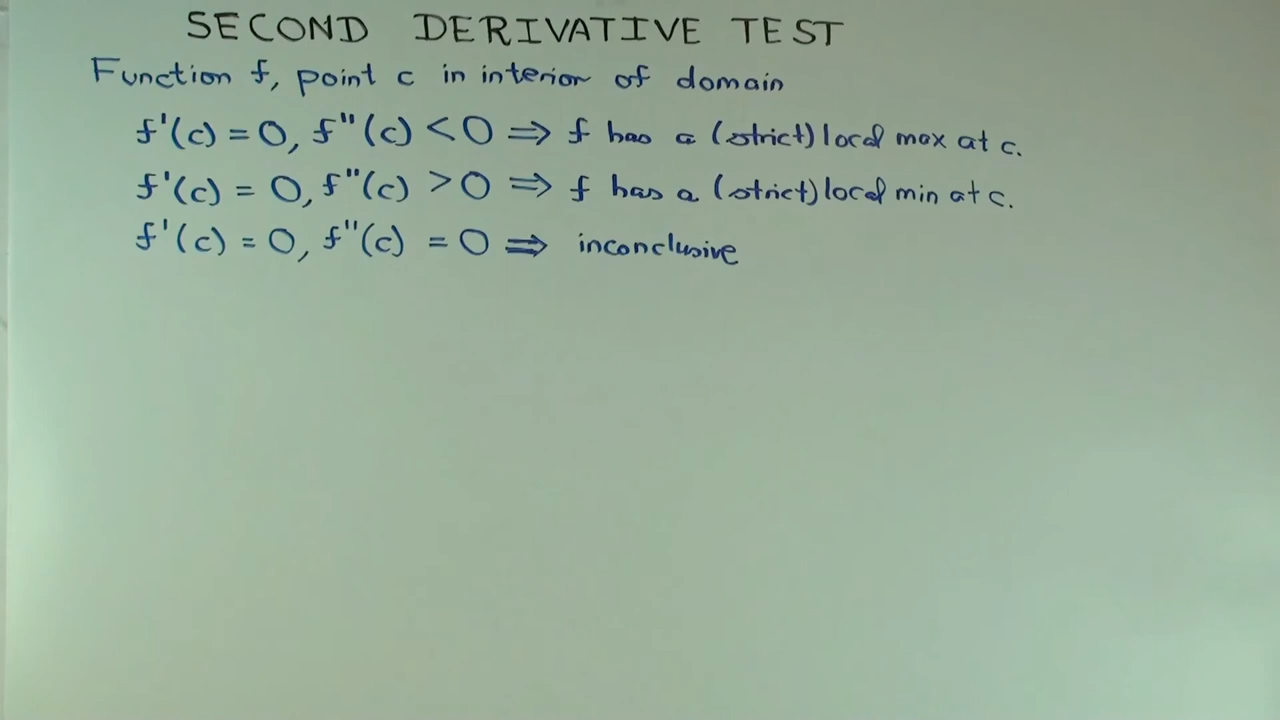 SECOND DERIVATIVE TEST
Function f, point c in interior of domain
f'(c) = 0, f"(c) < 0 ⇒ f has a (strict) local max at c.
f'(c) = 0, f"(c) > 0 ⇒ f has a (strict) local min at c.
f'(c) = 0, f"(c) = 0 ⇒ inconclusive